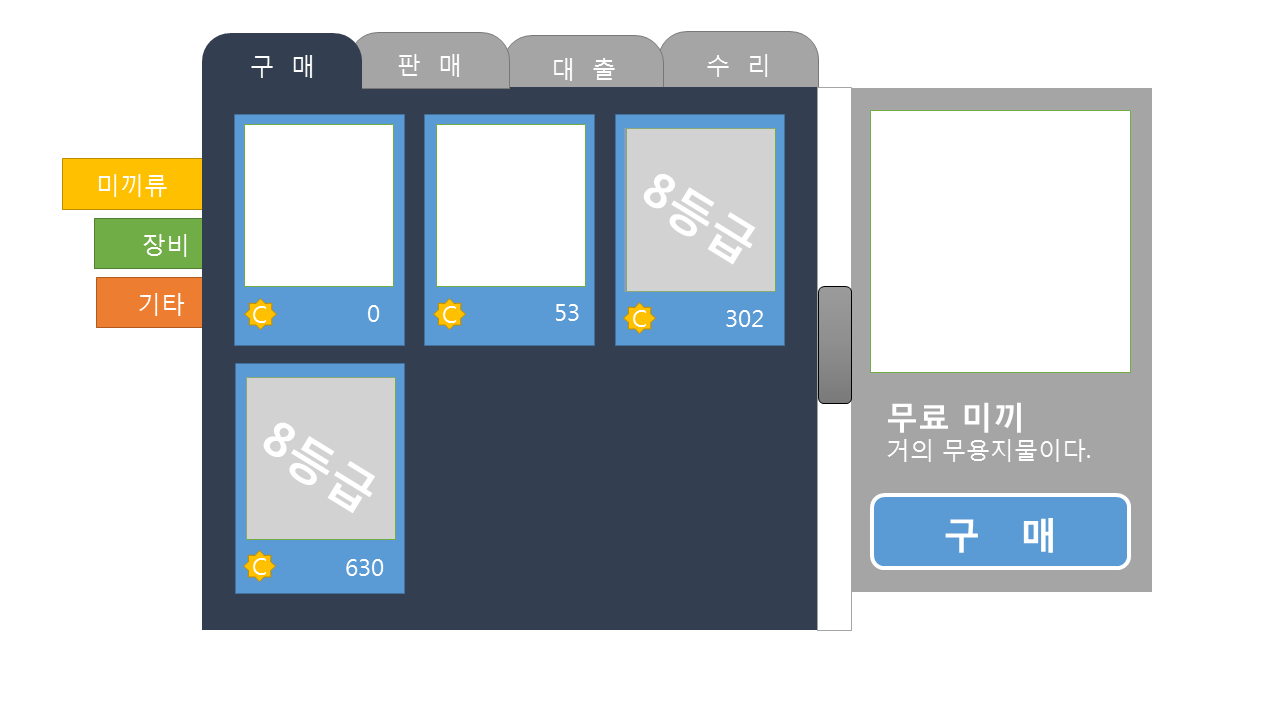 구 매
판 매
대 출
수 리
미끼류
장비
기타
C 0
C 53
8등급
C 302
8등급
C 630
무료 미끼
거의 무용지물이다.
구 매